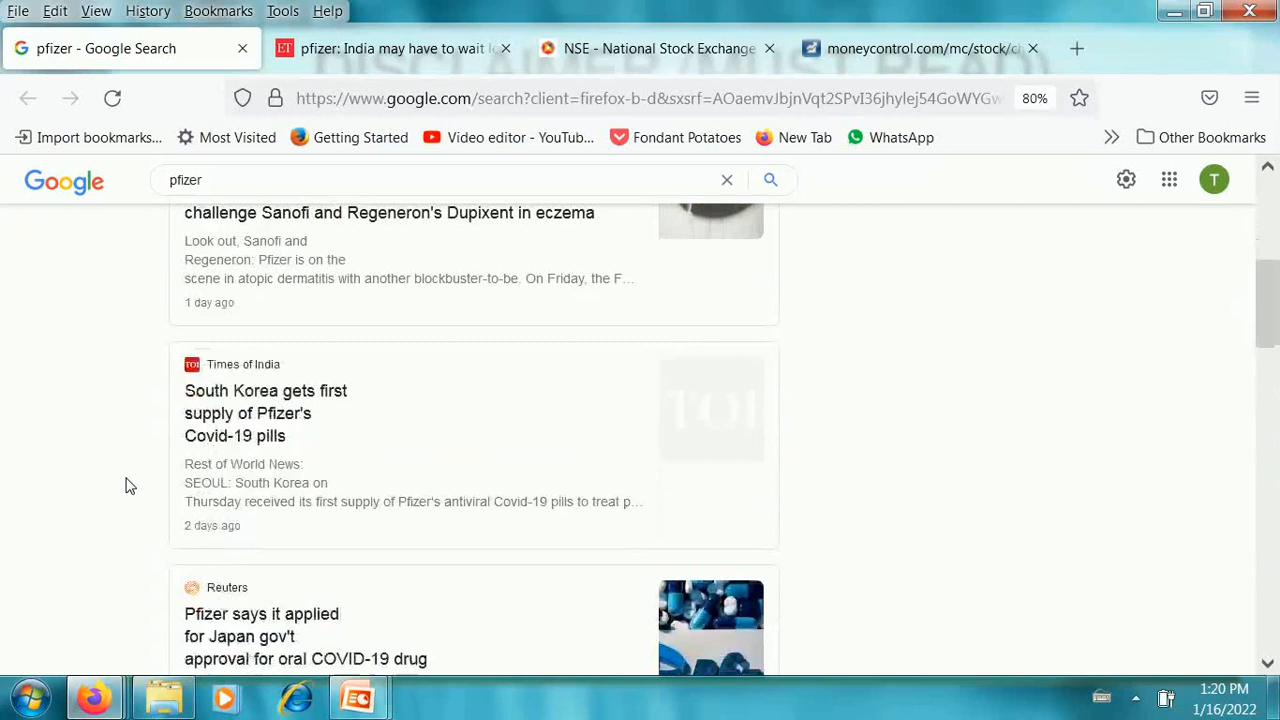 File Edit View History Bookmarks Tools Help
pfizer - Google Search
ET pfizer: India may have to wait
NSE - National Stock Exchange
moneycontrol.com/mc/stock/c
DISCLAIMER (MUST READ)
https://www.google.com/search?client=firefox-b-d&sxsrf=AOaemvJbjnVqt2SPvI36jhylej54GoWYGw
80%
Import bookmarks... Most Visited Getting Started Video editor - YouTub... Fondant Potatoes New Tab WhatsApp Other Bookmarks
Google pfizer T
challenge Sanofi and Regeneron's Dupixent in eczema
Look out, Sanofi and
Regeneron: Pfizer is on the
scene in atopic dermatitis with another blockbuster-to-be. On Friday, the F...
1 day ago
TOI Times of India
South Korea gets first
supply of Pfizer's
Covid-19 pills
TOI
Rest of World News:
SEOUL: South Korea on
Thursday received its first supply of Pfizer's antiviral Covid-19 pills to treat p...
2 days ago
Reuters
Pfizer says it applied
for Japan gov't
approval for oral COVID-19 drug
1:20 PM
1/16/2022